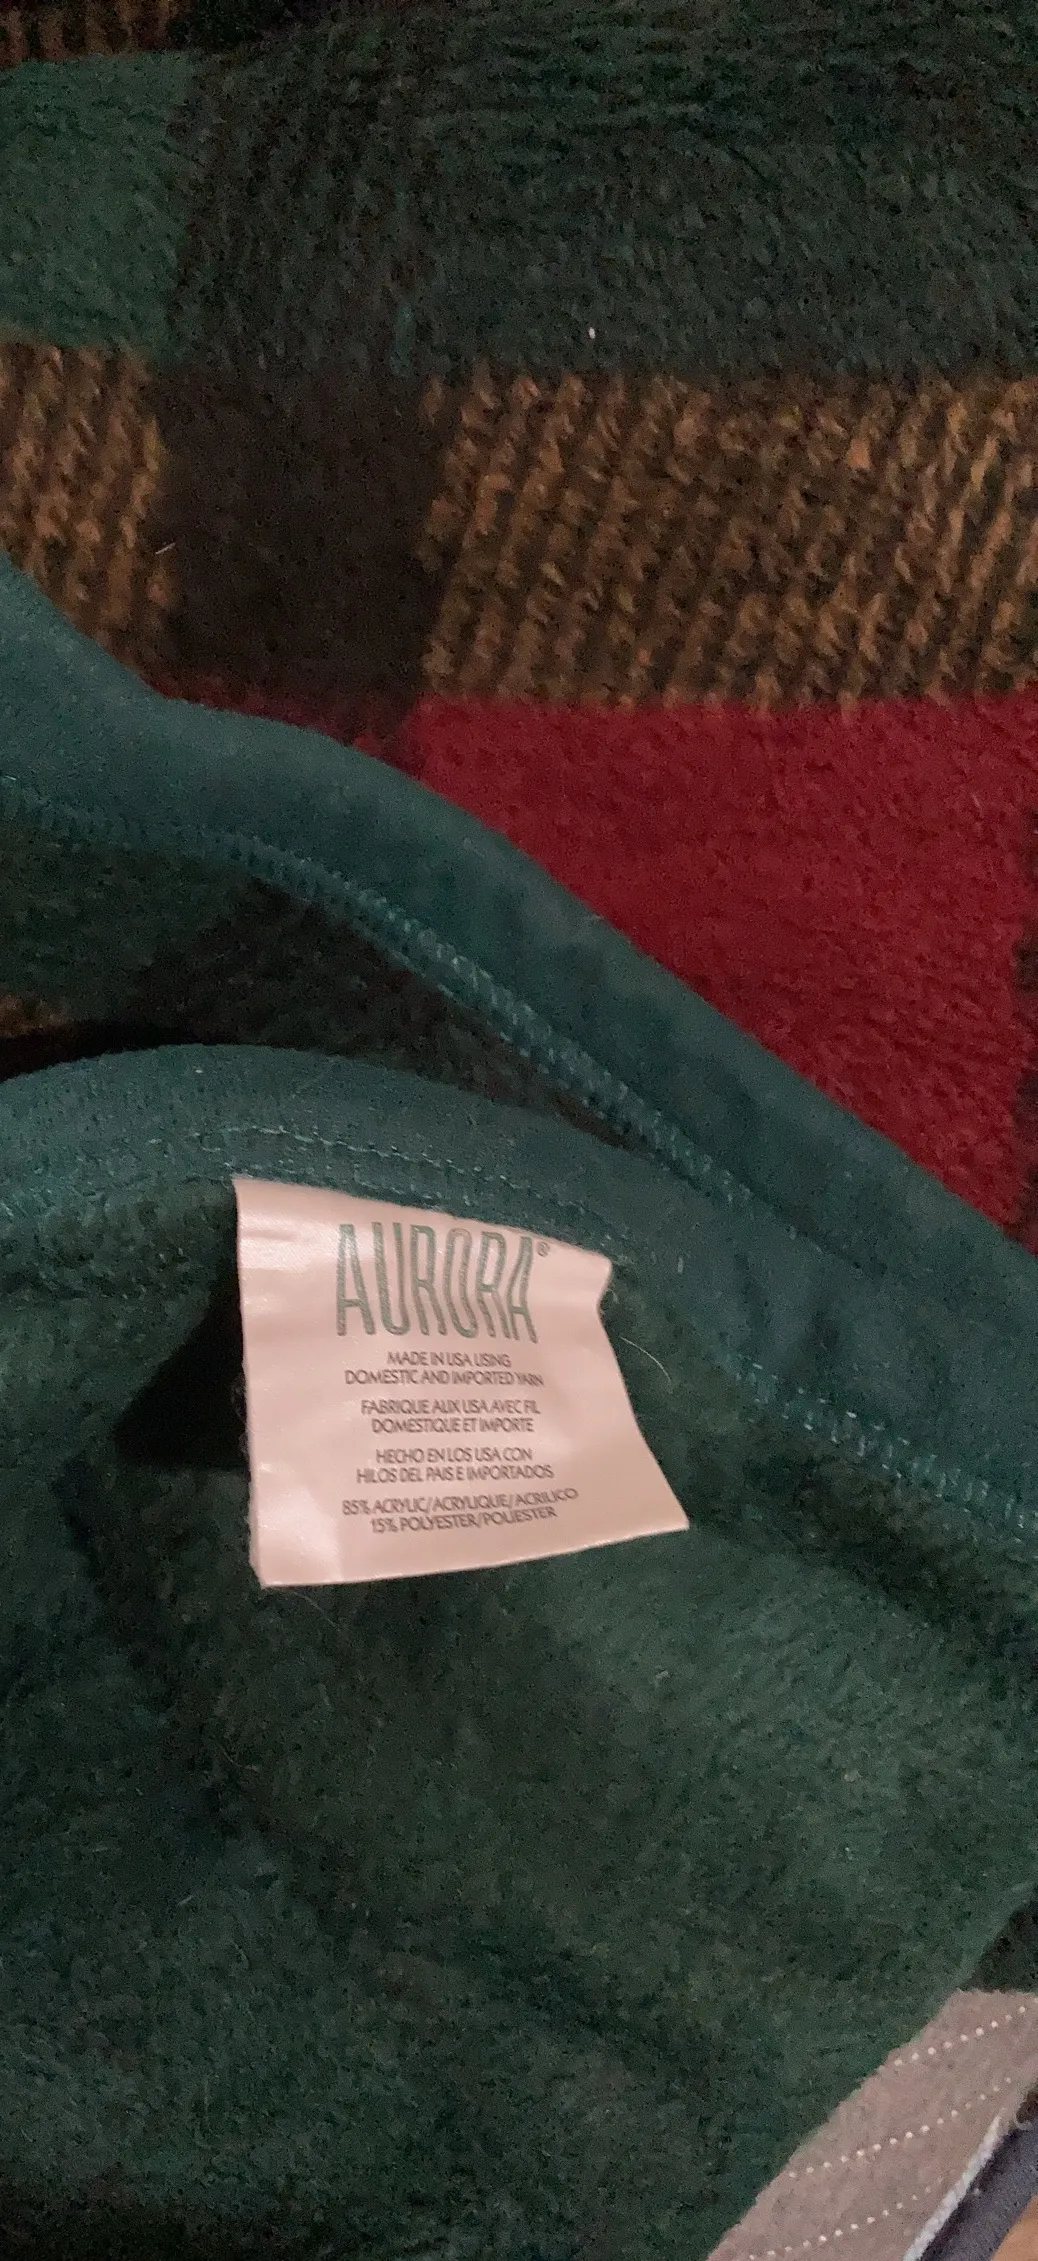 AURORA®
MADE IN USA USING
DOMESTIC AND IMPORTED YARN
FABRIQUE AUX USA AVEC FIL
DOMESTIQUE ET IMPORTE
HECHO EN LOS USA CON
HILOS DEL PAIS E IMPORTADOS
85% ACRYLIC/ACRYLIQUE/ACRILICO
15% POLYESTER/POLIESTER